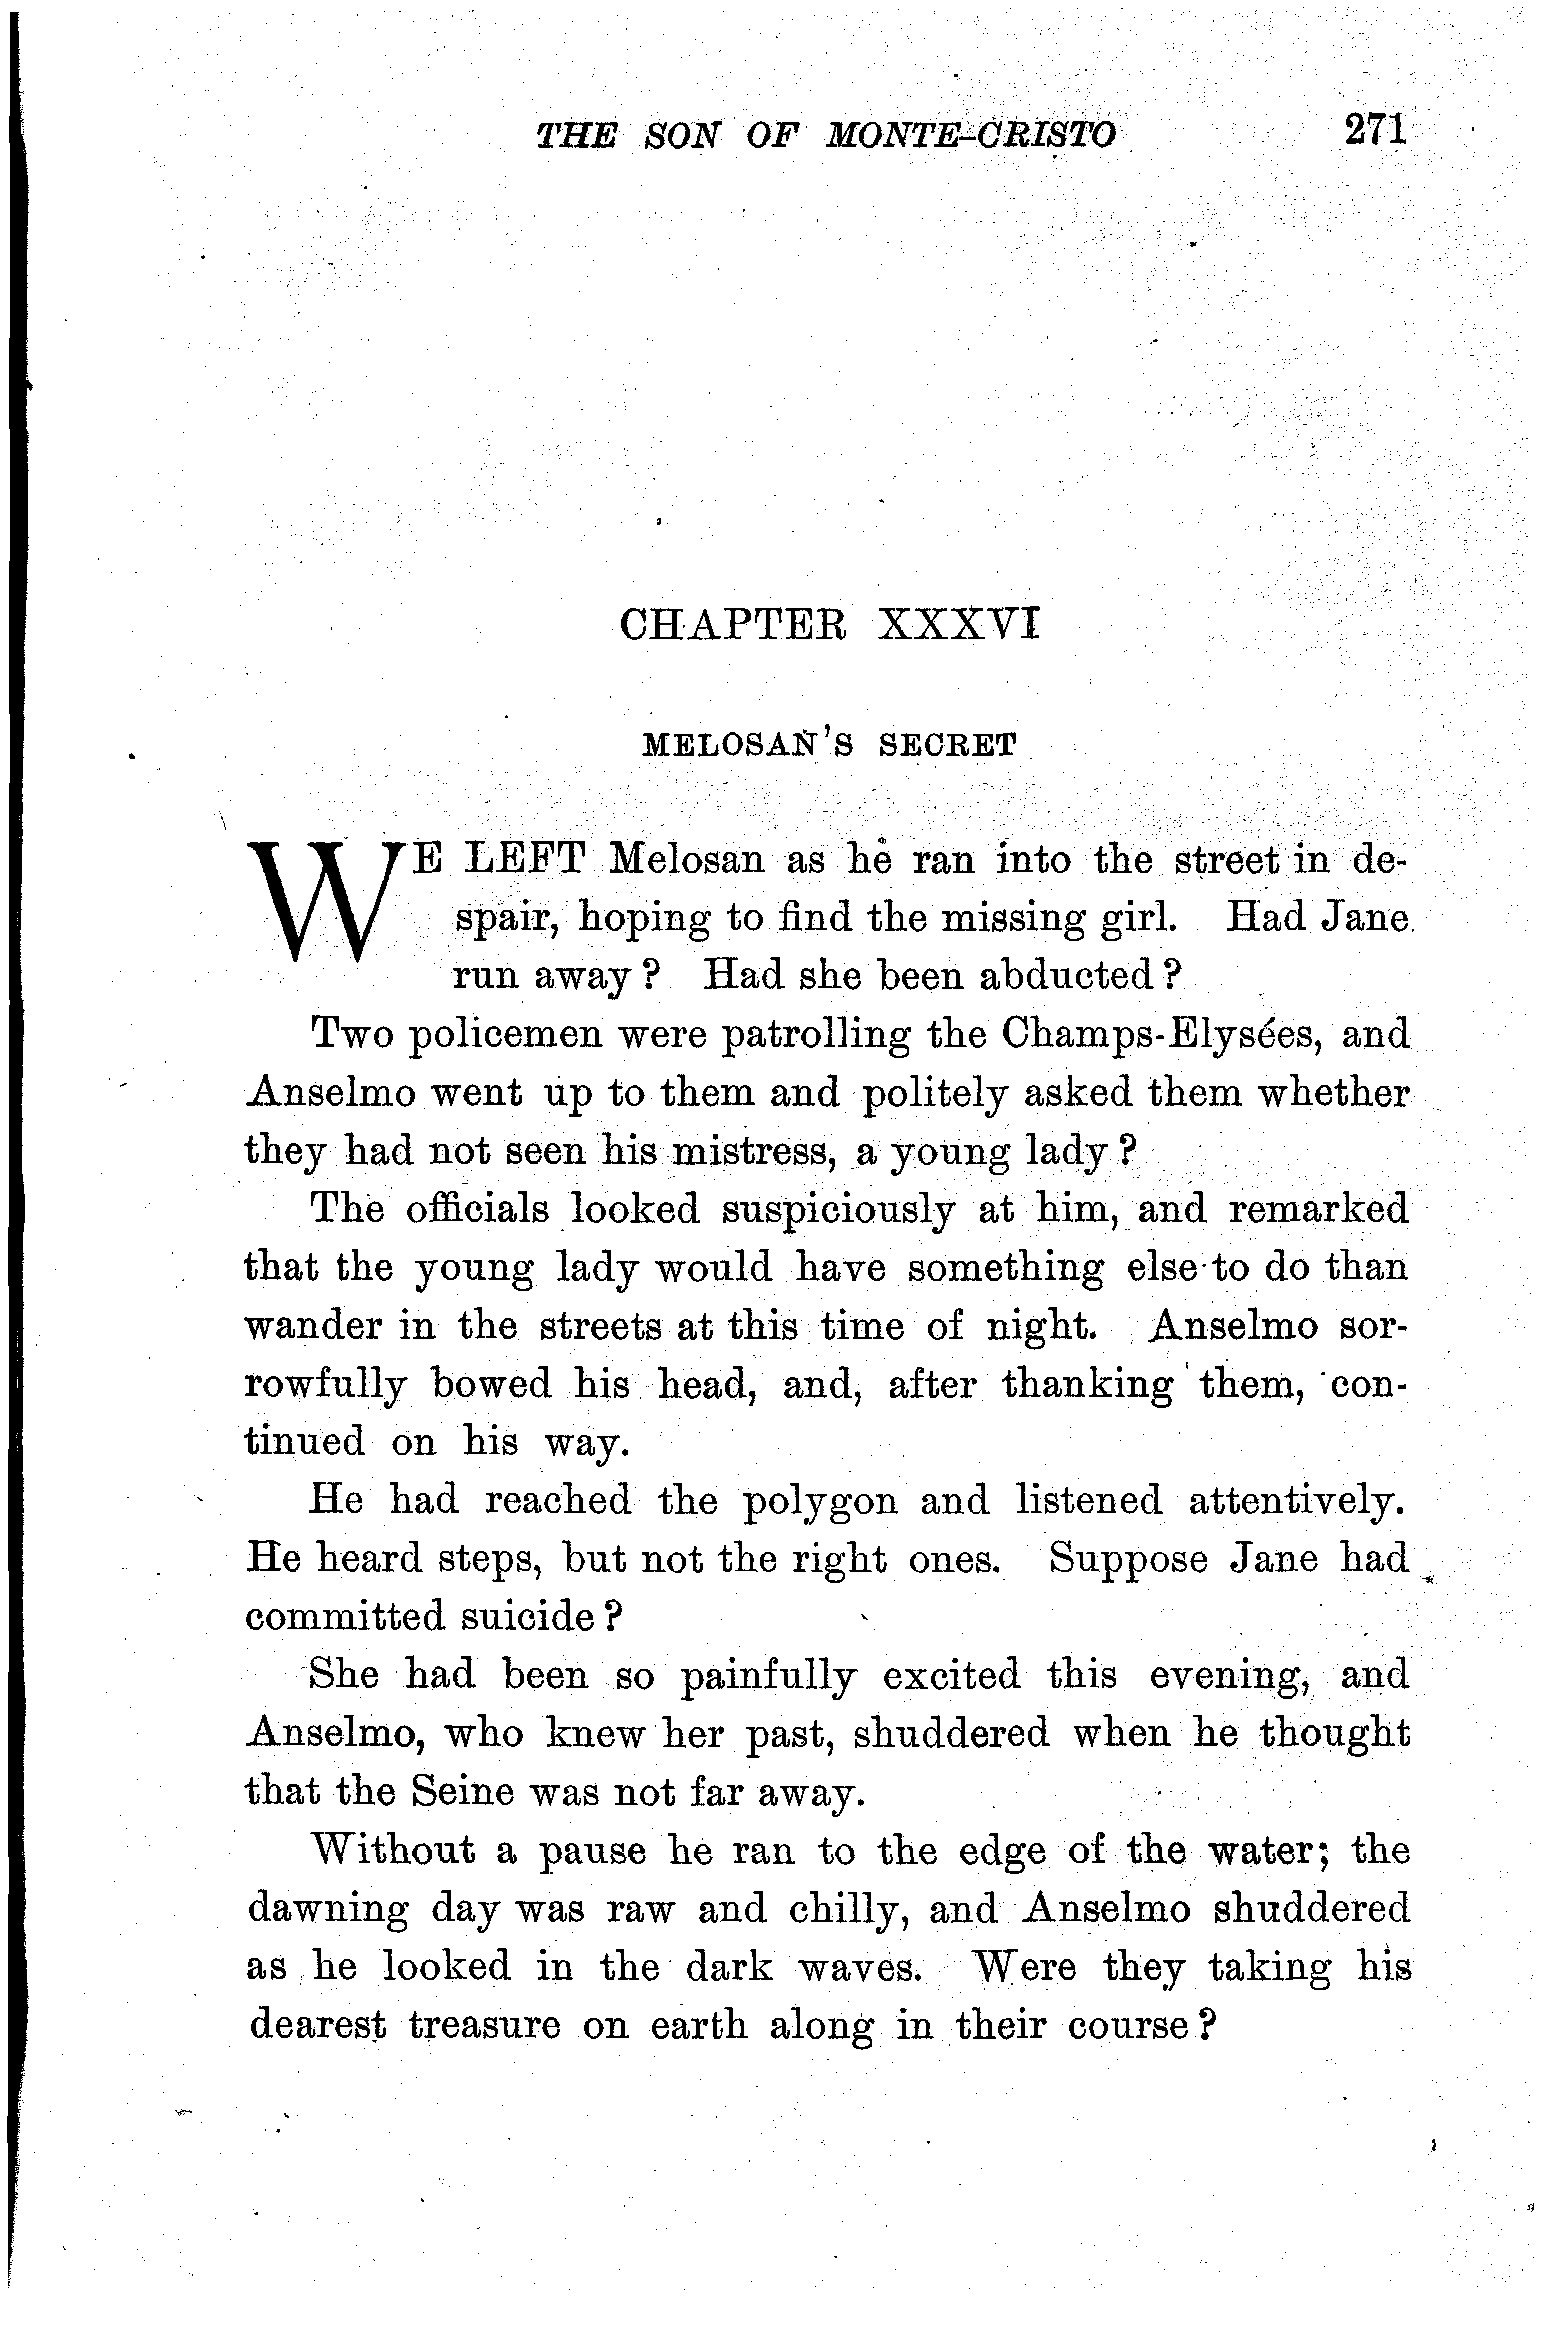 THE SON OF MONTE-CRISTO 271
CHAPTER XXXVI
MELOSAN'S SECRET
WE LEFT Melosan as he ran into the street in de-
spair, hoping to find the missing girl. Had Jane
run away? Had she been abducted?
Two policemen were patrolling the Champs-Elysées, and
Anselmo went up to them and politely asked them whether
they had not seen his mistress, a young lady?
The officials looked suspiciously at him, and remarked
that the young lady would have something else to do than
wander in the streets at this time of night. Anselmo sor-
rowfully bowed his head, and, after thanking them, con-
tinued on his way.
He had reached the polygon and listened attentively.
He heard steps, but not the right ones. Suppose Jane had
committed suicide?
She had been so painfully excited this evening, and
Anselmo, who knew her past, shuddered when he thought
that the Seine was not far away.
Without a pause he ran to the edge of the water; the
dawning day was raw and chilly, and Anselmo shuddered
as he looked in the dark waves. Were they taking his
dearest treasure on earth along in their course?